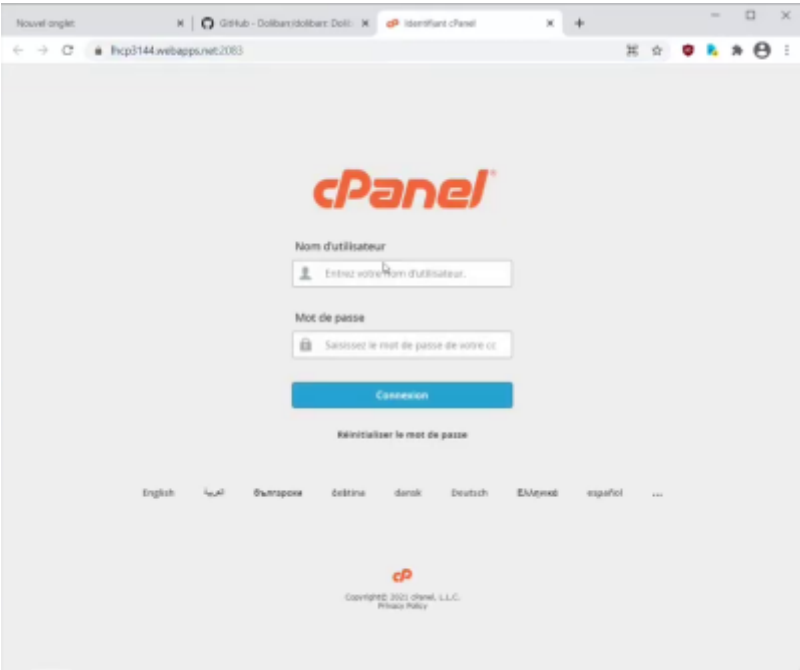 Nouvel onglet
GitHub - Dolibarr/dolibarr: Doli
Identifiant cPanel
lhcp3144.webapps.net:2083
cPanel
Nom d'utilisateur
Entrez votre nom d'utilisateur.
Mot de passe
Saisissez le mot de passe de votre cc
Connexion
Réinitialiser le mot de passe
English العربية български čeština dansk Deutsch Ελληνικά español ...
cP
Copyright© 2021 cPanel, L.L.C.
Privacy Policy